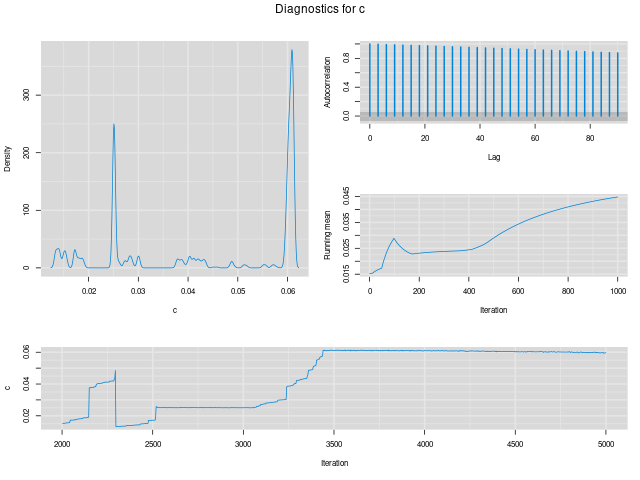 Diagnostics for c
Density
300
200
100
0
0.02 0.03 0.04 0.05 0.06
c
Autocorrelation
0.8
0.4
0.0
0 20 40 60 80
Lag
Running mean
0.045
0.035
0.025
0.015
0 200 400 600 800 1000
Iteration
c
0.06
0.04
0.02
2000 2500 3000 3500 4000 4500 5000
Iteration